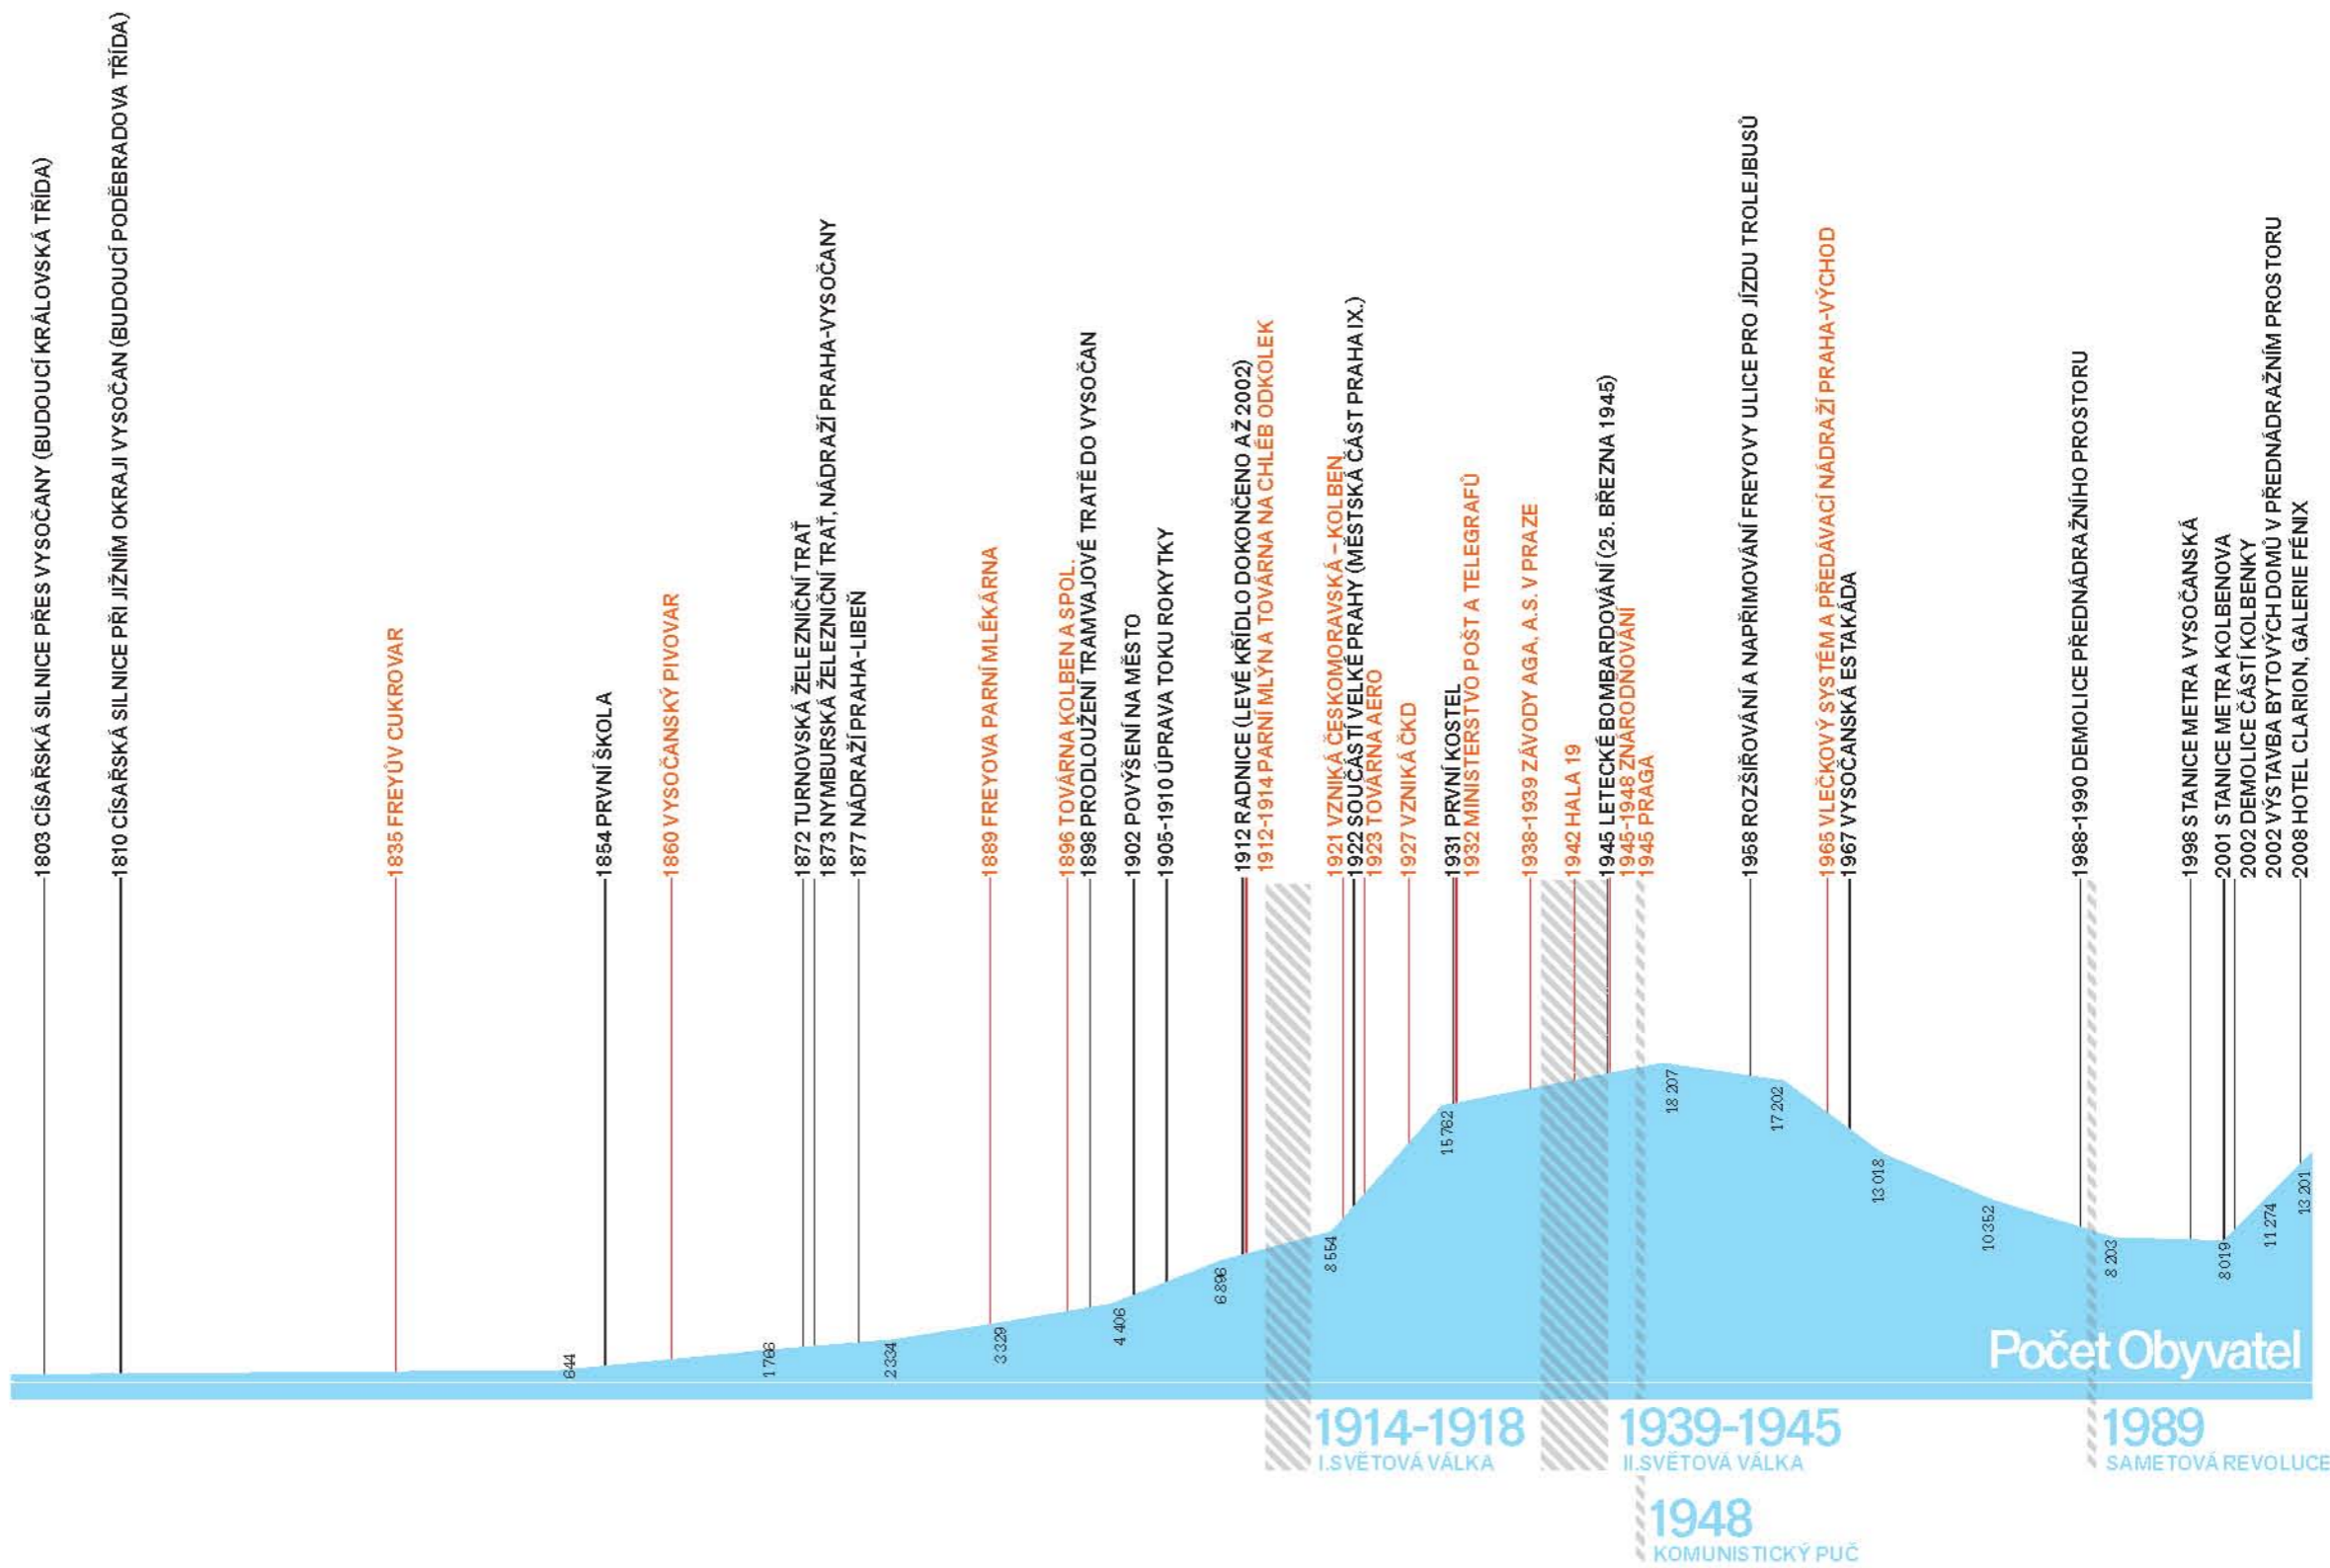 1803 CÍSAŘSKÁ SILNICE PŘES VYSOČANY (BUDOUCÍ KRÁLOVSKÁ TŘÍDA)
1810 CÍSAŘSKÁ SILNICE PŘI JIŽNÍM OKRAJI VYSOČAN (BUDOUCÍ PODĚBRADOVA TŘÍDA)
1835 FREYŮV CUKROVAR
1854 PRVNÍ ŠKOLA
1860 VYSOČANSKÝ PIVOVAR
1872 TURNOVSKÁ ŽELEZNIČNÍ TRAŤ
1873 NYMBURSKÁ ŽELEZNIČNÍ TRAŤ, NÁDRAŽÍ PRAHA-VYSOČANY
1877 NÁDRAŽÍ PRAHA-LIBEŇ
1889 FREYOVA PARNÍ MLÉKÁRNA
1896 TOVÁRNA KOLBEN A SPOL.
1898 PRODLOUŽENÍ TRAMVAJOVÉ TRATĚ DO VYSOČAN
1902 POVÝŠENÍ NA MĚSTO
1905-1910 ÚPRAVA TOKU ROKYTKY
1912 RADNICE (LEVÉ KŘÍDLO DOKONČENO AŽ 2002)
1912-1914 PARNÍ MLÝN A TOVÁRNA NA CHLÉB ODKOLEK
1921 VZNIKÁ ČESKOMORAVSKÁ – KOLBEN
1922 SOUČÁSTÍ VELKÉ PRAHY (MĚSTSKÁ ČÁST PRAHA IX.)
1923 TOVÁRNA AERO
1927 VZNIKÁ ČKD
1931 PRVNÍ KOSTEL
1932 MINISTERSTVO POŠT A TELEGRAFŮ
1938-1939 ZÁVODY AGA, A.S. V PRAZE
1942 HALA 19
1945 LETECKÉ BOMBARDOVÁNÍ (25. BŘEZNA 1945)
1945-1948 ZNÁRODŇOVÁNÍ
1945 PRAGA
1958 ROZŠIŘOVÁNÍ A NAPŘIMOVÁNÍ FREYOVY ULICE PRO JÍZDU TROLEJBUSŮ
1965 VLEČKOVÝ SYSTÉM A PŘEDÁVACÍ NÁDRAŽÍ PRAHA-VÝCHOD
1967 VYSOČANSKÁ ESTAKÁDA
1988-1990 DEMOLICE PŘEDNÁDRAŽNÍHO PROSTORU
1998 STANICE METRA VYSOČANSKÁ
2001 STANICE METRA KOLBENOVA
2002 DEMOLICE ČÁSTÍ KOLBENKY
2002 VÝSTAVBA BYTOVÝCH DOMŮ V PŘEDNÁDRAŽNÍM PROSTORU
2008 HOTEL CLARION, GALERIE FÉNIX
644
1 768
2 334
3 329
4 406
6 896
8 554
15 762
18 207
17 202
13 018
10 352
8 203
8 019
11 274
13 201
Počet Obyvatel
1914-1918
I.SVĚTOVÁ VÁLKA
1939-1945
II.SVĚTOVÁ VÁLKA
1989
SAMETOVÁ REVOLUCE
1948
KOMUNISTICKÝ PUČ